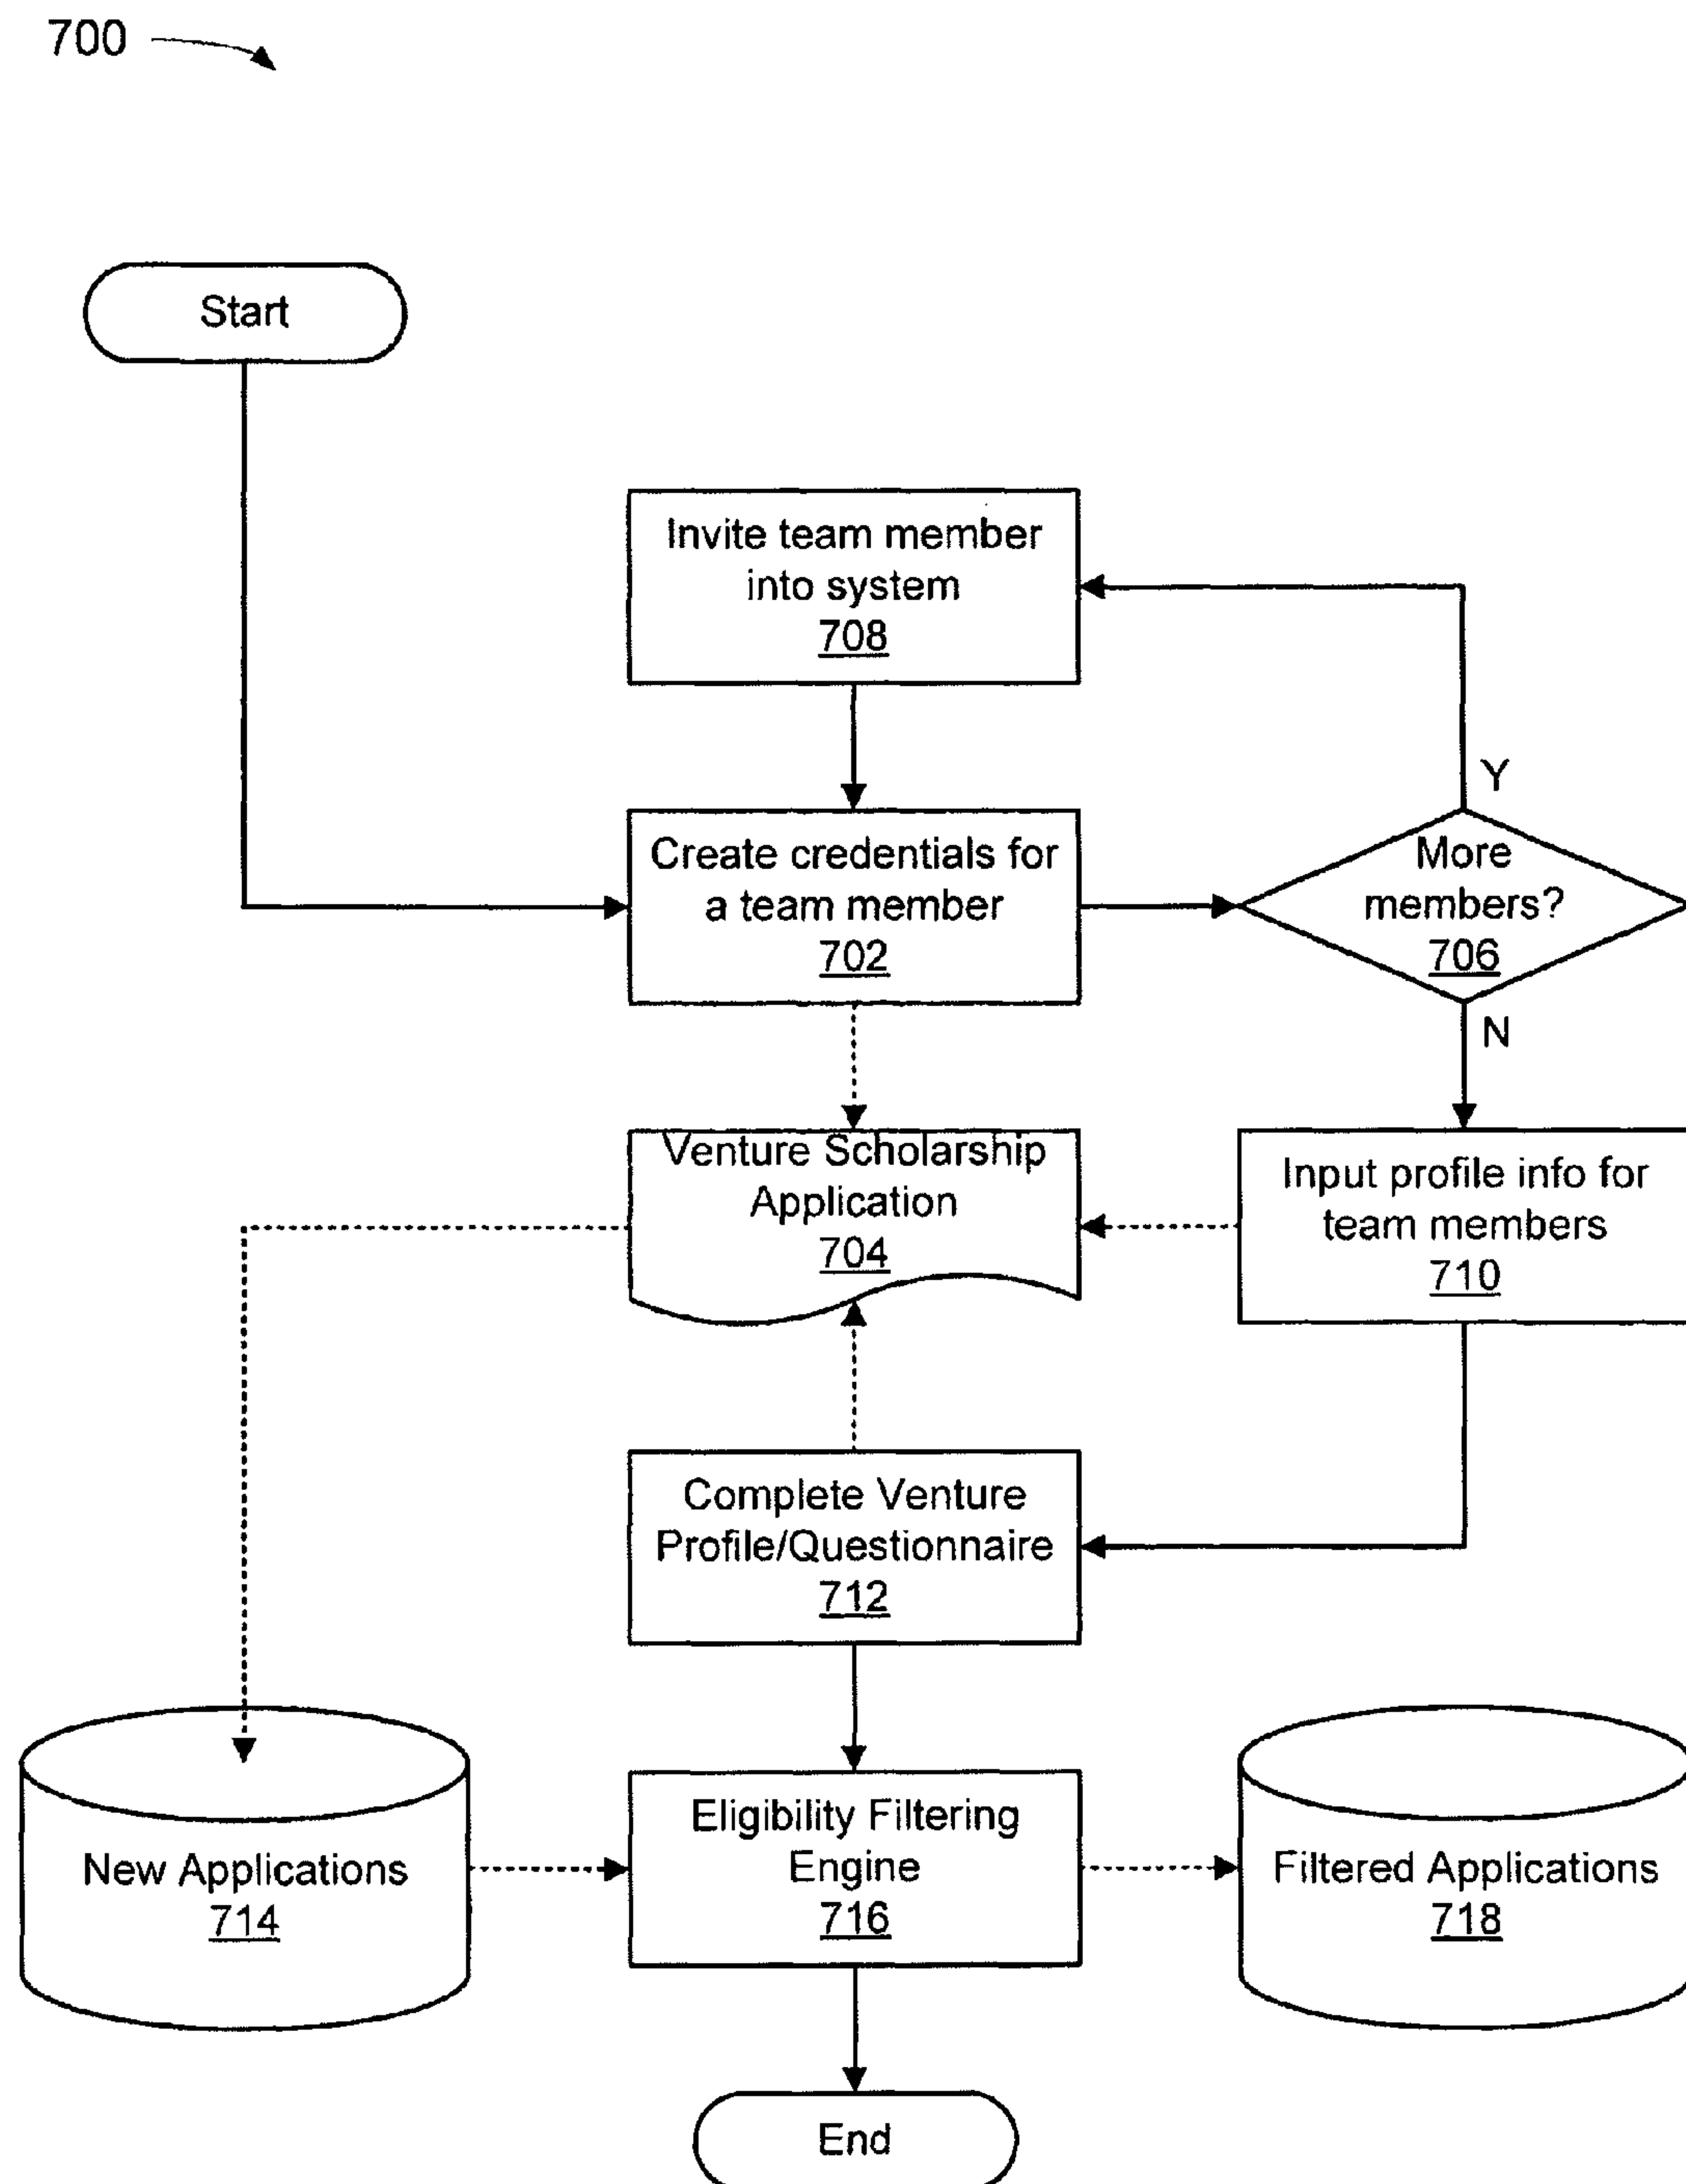 700
Start
Invite team member
into system
708
Y
Create credentials for
a team member
702
More
members?
706
N
Venture Scholarship
Application
704
Input profile info for
team members
710
Complete Venture
Profile/Questionnaire
712
New Applications
714
Eligibility Filtering
Engine
716
Filtered Applications
718
End